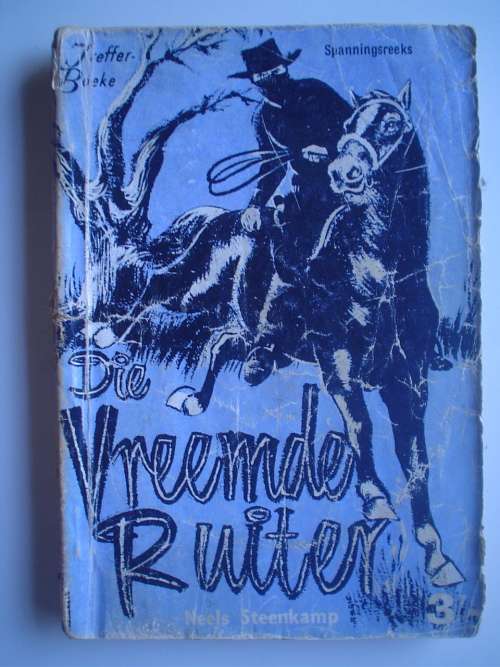 Treffer-
Boeke
Spanningsreeks
Die
Vreemde
Ruiter
Neels Steenkamp
3